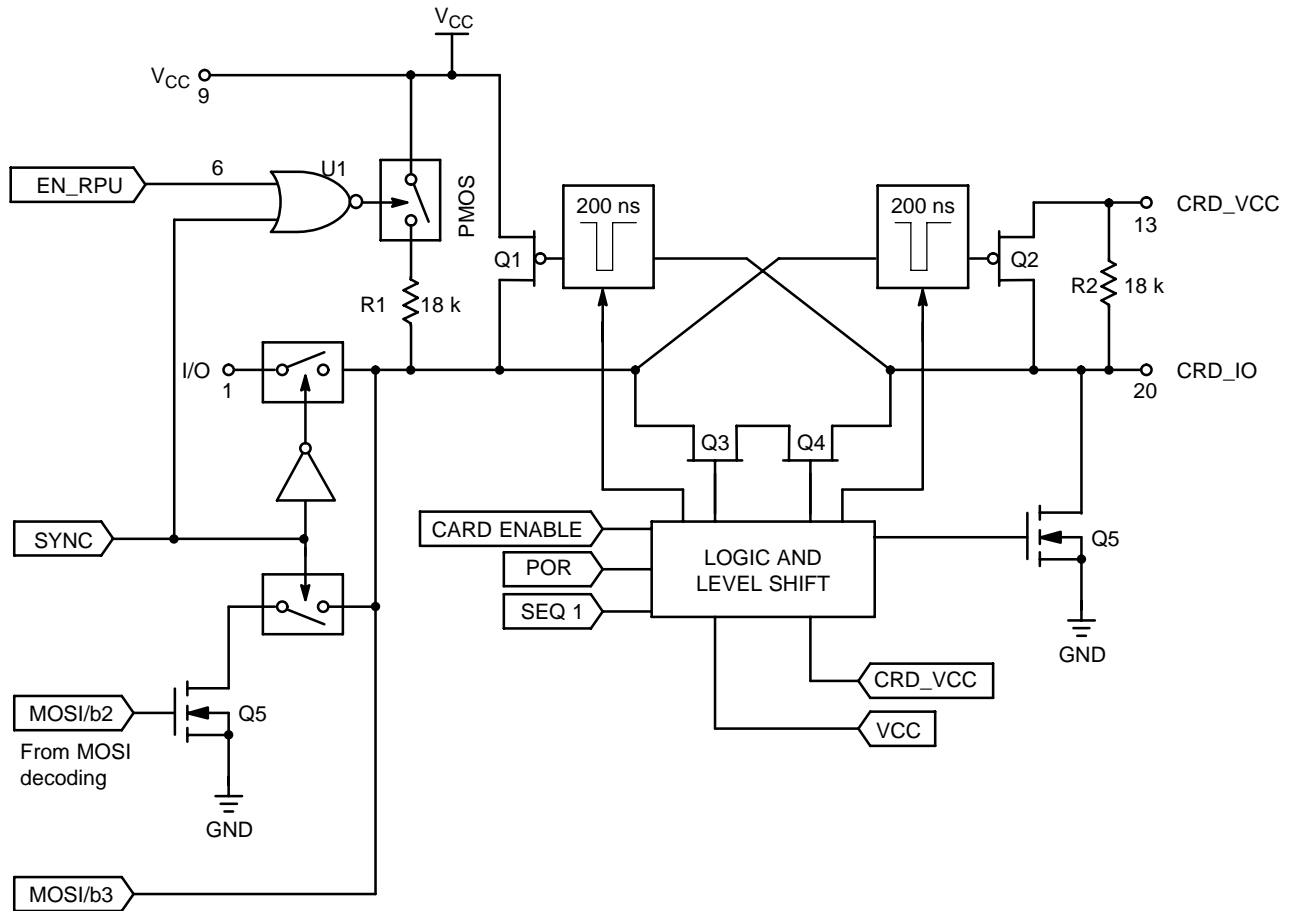 VCC
VCC
9
EN_RPU
6
U1
PMOS
R1
18 k
Q1
200 ns
200 ns
Q2
CRD_VCC
13
R2
18 k
I/O
1
CRD_IO
20
Q3
Q4
SYNC
CARD ENABLE
POR
SEQ 1
LOGIC AND
LEVEL SHIFT
Q5
GND
CRD_VCC
VCC
MOSI/b2
Q5
From MOSI
decoding
GND
MOSI/b3